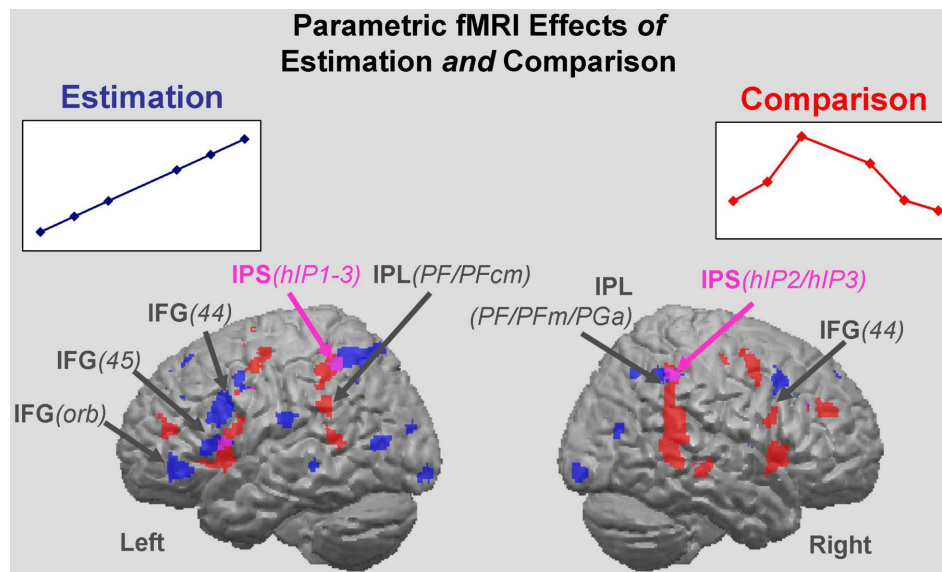 Parametric fMRI Effects of
Estimation and Comparison
Estimation
Comparison
IPS(hIP1-3)
IPL(PF/PFcm)
IFG(44)
IFG(45)
IFG(orb)
IPL
(PF/PFm/PGa)
IPS(hIP2/hIP3)
IFG(44)
Left
Right